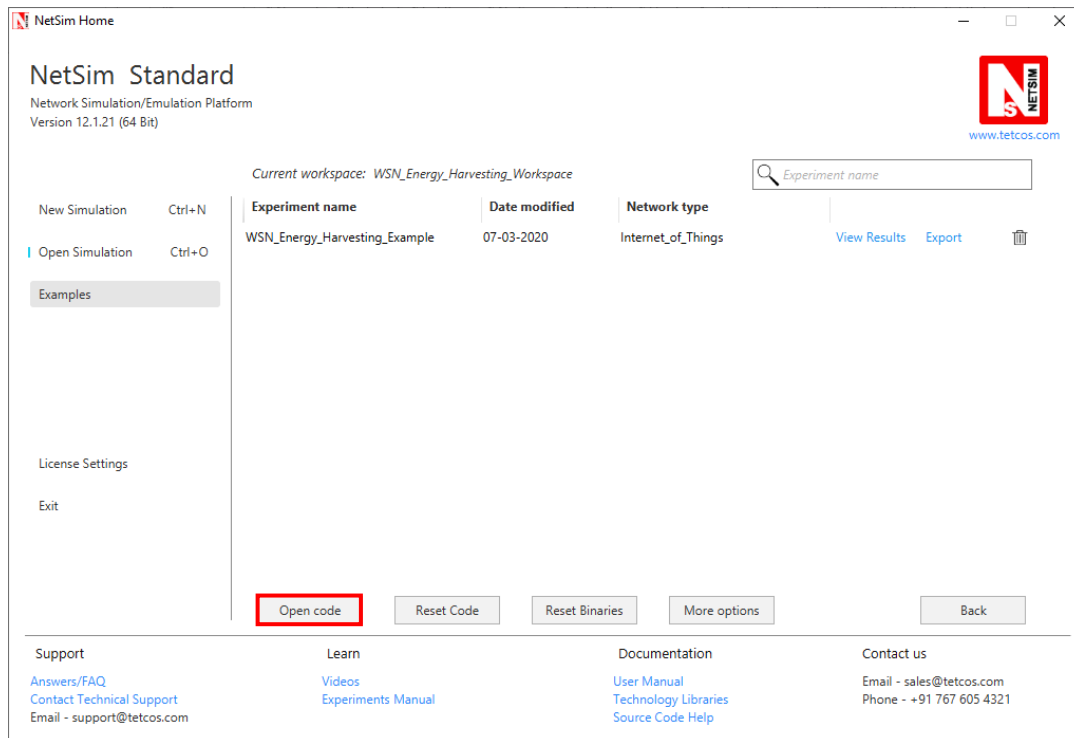 NetSim Home
NetSim Standard
Network Simulation/Emulation Platform
Version 12.1.21 (64 Bit)
NS NETSIM
www.tetcos.com
Current workspace: WSN_Energy_Harvesting_Workspace
Experiment name
New Simulation Ctrl+N
Open Simulation Ctrl+O
Examples
License Settings
Exit
Experiment name Date modified Network type
WSN_Energy_Harvesting_Example 07-03-2020 Internet_of_Things View Results Export
Open code Reset Code Reset Binaries More options Back
Support
Answers/FAQ
Contact Technical Support
Email - support@tetcos.com
Learn
Videos
Experiments Manual
Documentation
User Manual
Technology Libraries
Source Code Help
Contact us
Email - sales@tetcos.com
Phone - +91 767 605 4321